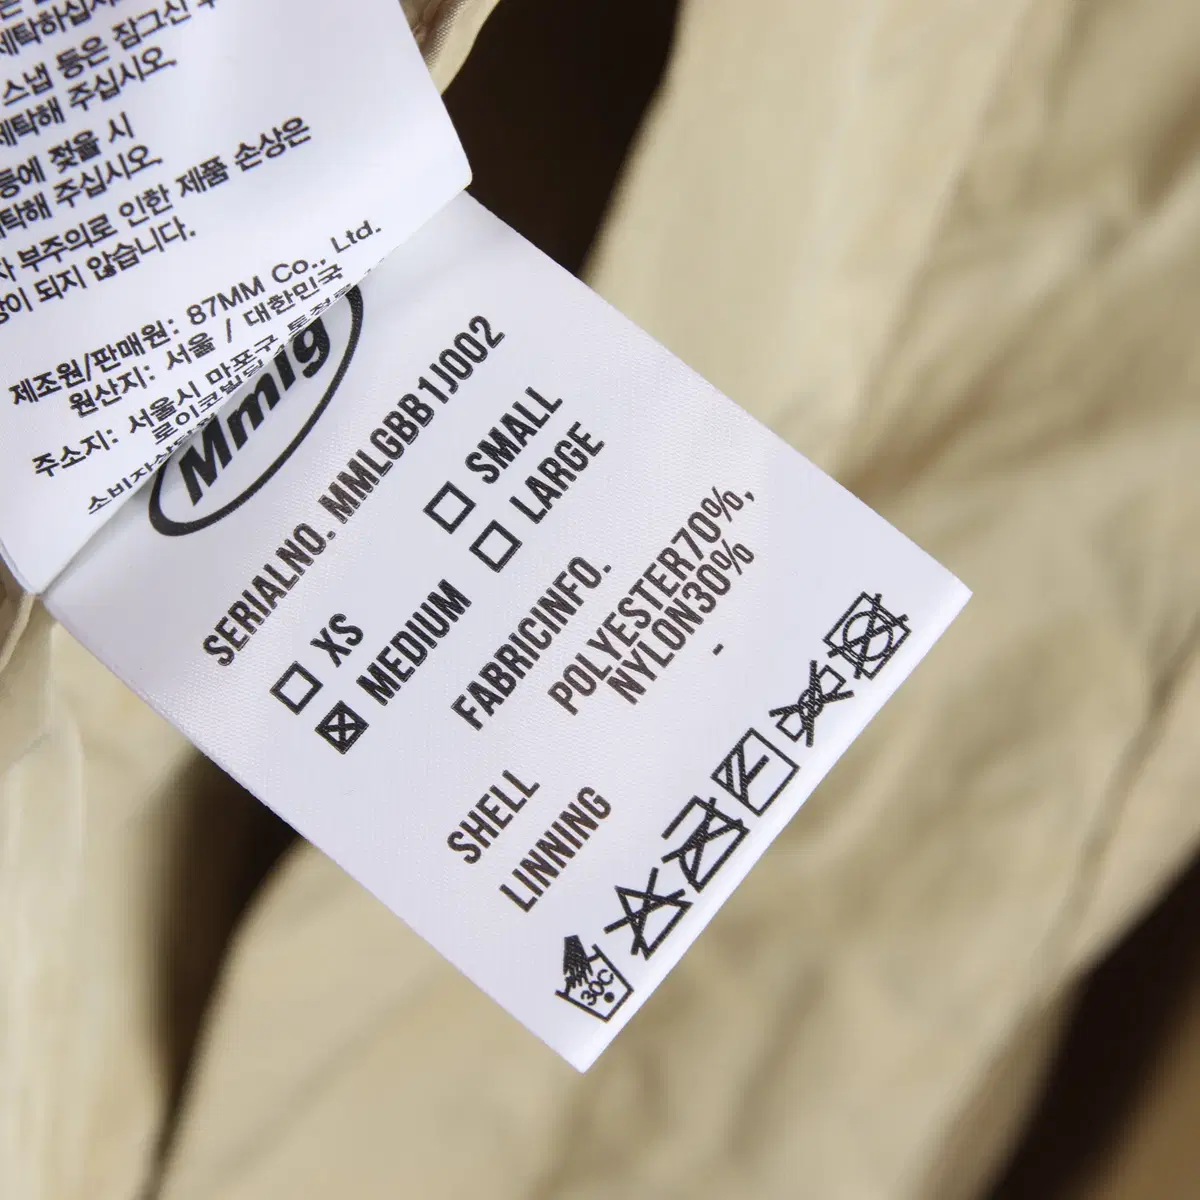 세탁하십시
스냅 등은 잠그신
세탁해 주십시오.
등에 젖을 시
세탁해 주십시오.
부주의로 인한 제품 손상은
되지 않습니다.
제조원/판매원: 87MM Co., Ltd.
원산지: 서울 / 대한민국
주소지: 서울시 마포구
Mmlg
SERIALNO. MMLGBB1J002
XS
SMALL
MEDIUM
LARGE
FABRICINFO.
SHELL
POLYESTER70%,
NYLON30%
LINNING
-
30C